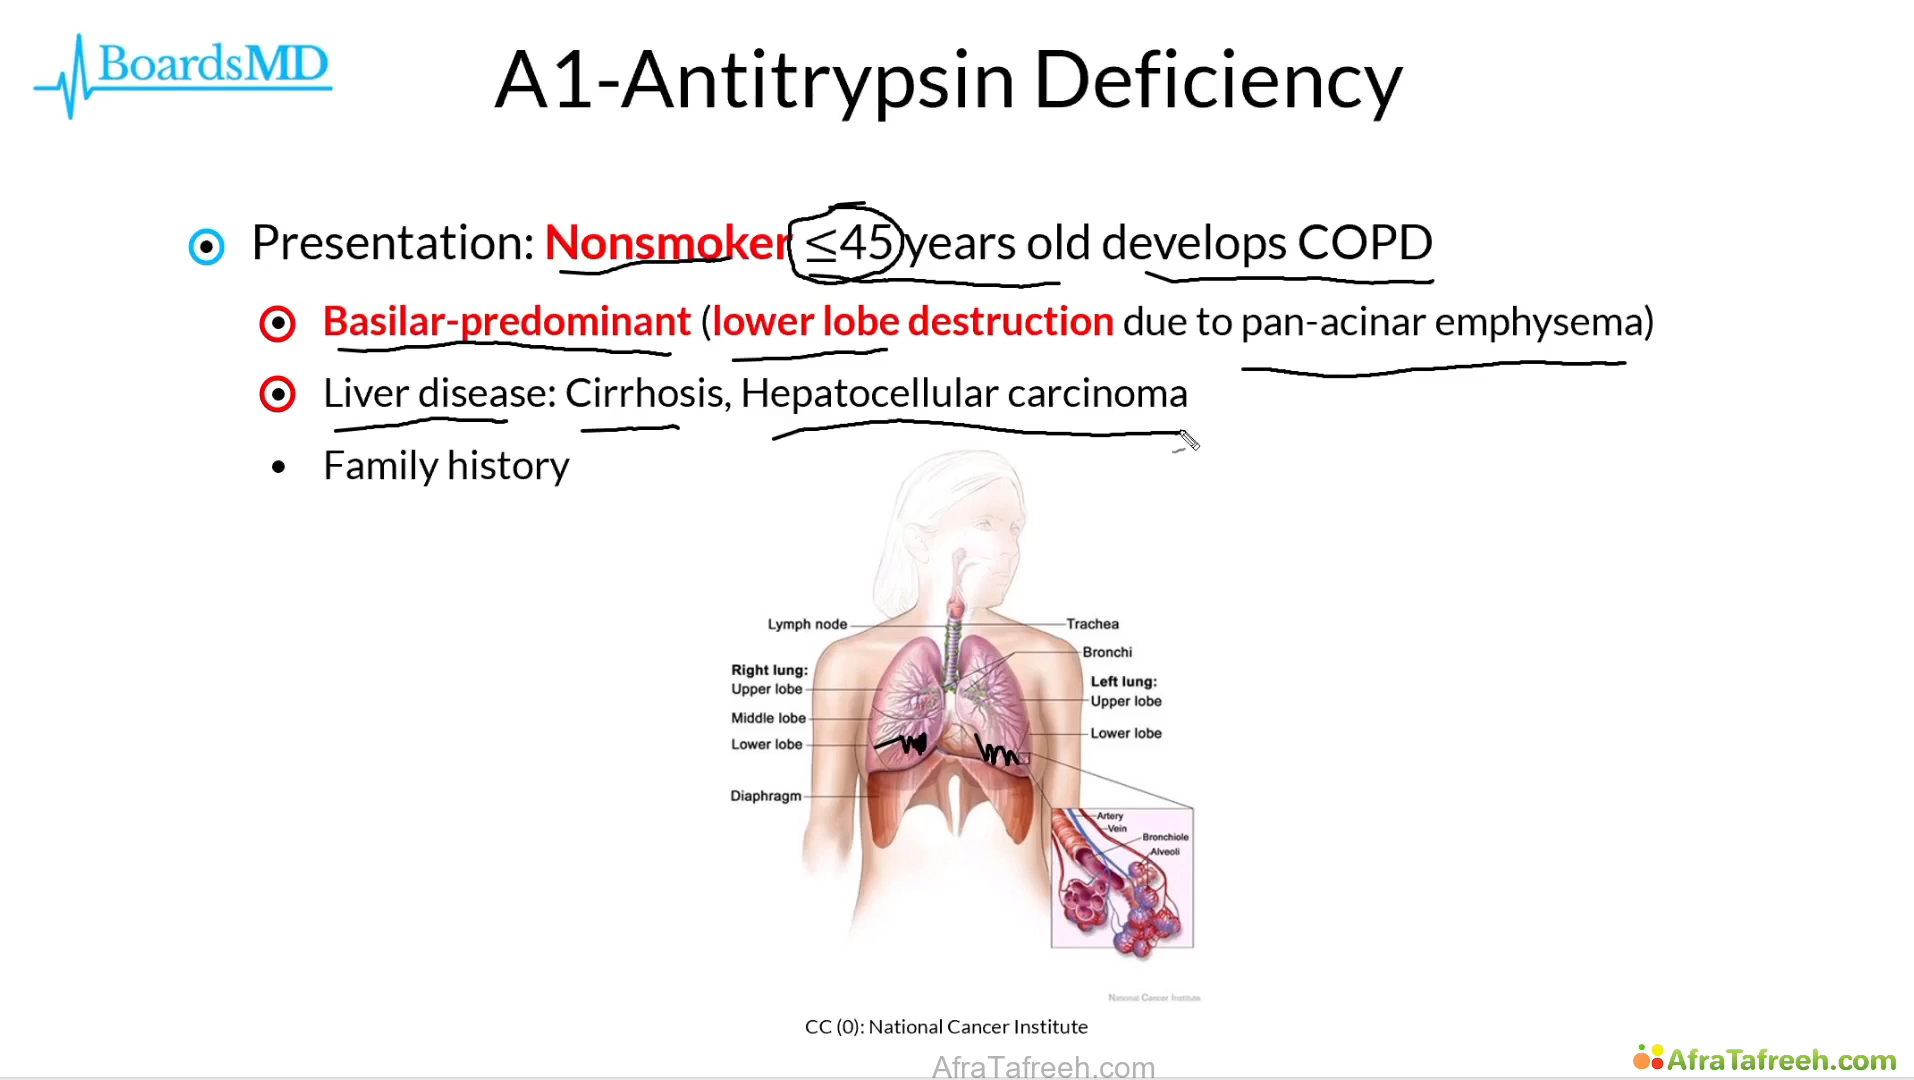 BoardsMD
A1-Antitrypsin Deficiency
Presentation: Nonsmoker ≤45 years old develops COPD
Basilar-predominant (lower lobe destruction due to pan-acinar emphysema)
Liver disease: Cirrhosis, Hepatocellular carcinoma
Family history
Lymph node
Trachea
Bronchi
Right lung:
Upper lobe
Middle lobe
Lower lobe
Left lung:
Upper lobe
Lower lobe
Diaphragm
Artery
Vein
Bronchiole
Alveoli
National Cancer Institute
CC (0): National Cancer Institute
AfraTafreeh.com
AfraTafreeh.com